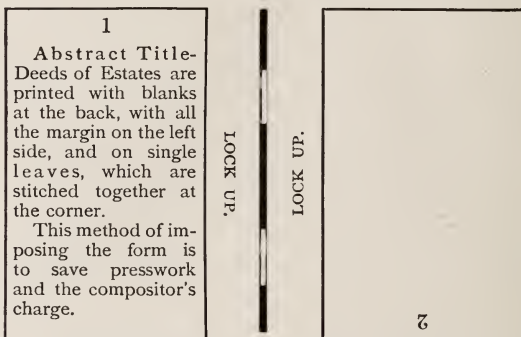 1
Abstract Title-
Deeds of Estates are
printed with blanks
at the back, with all
the margin on the left
side, and on single
leaves, which are
stitched together at
the corner.
This method of im-
posing the form is
to save presswork
and the compositor's
charge.
LOCK UP.
LOCK UP.
2